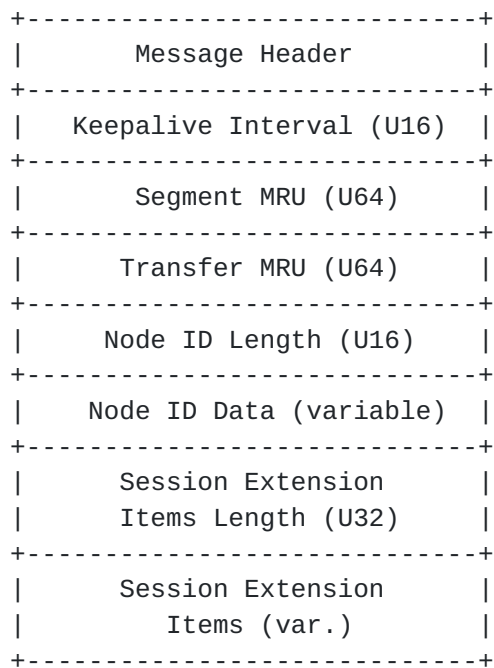 +-----------------------------+
|       Message Header        |
+-----------------------------+
|   Keepalive Interval (U16)  |
+-----------------------------+
|       Segment MRU (U64)     |
+-----------------------------+
|      Transfer MRU (U64)     |
+-----------------------------+
|     Node ID Length (U16)    |
+-----------------------------+
|    Node ID Data (variable)  |
+-----------------------------+
|      Session Extension      |
|      Items Length (U32)     |
+-----------------------------+
|      Session Extension      |
|         Items (var.)        |
+-----------------------------+